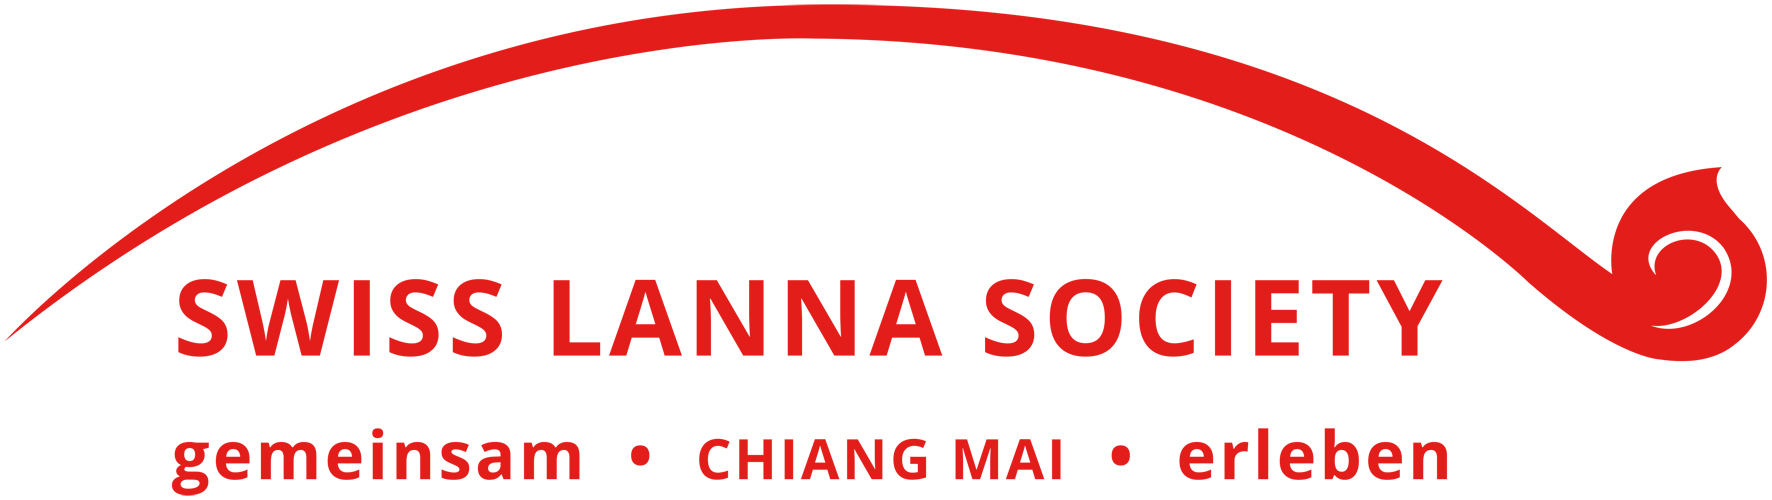 SWISS LANNA SOCIETY
gemeinsam • CHIANG MAI • erleben